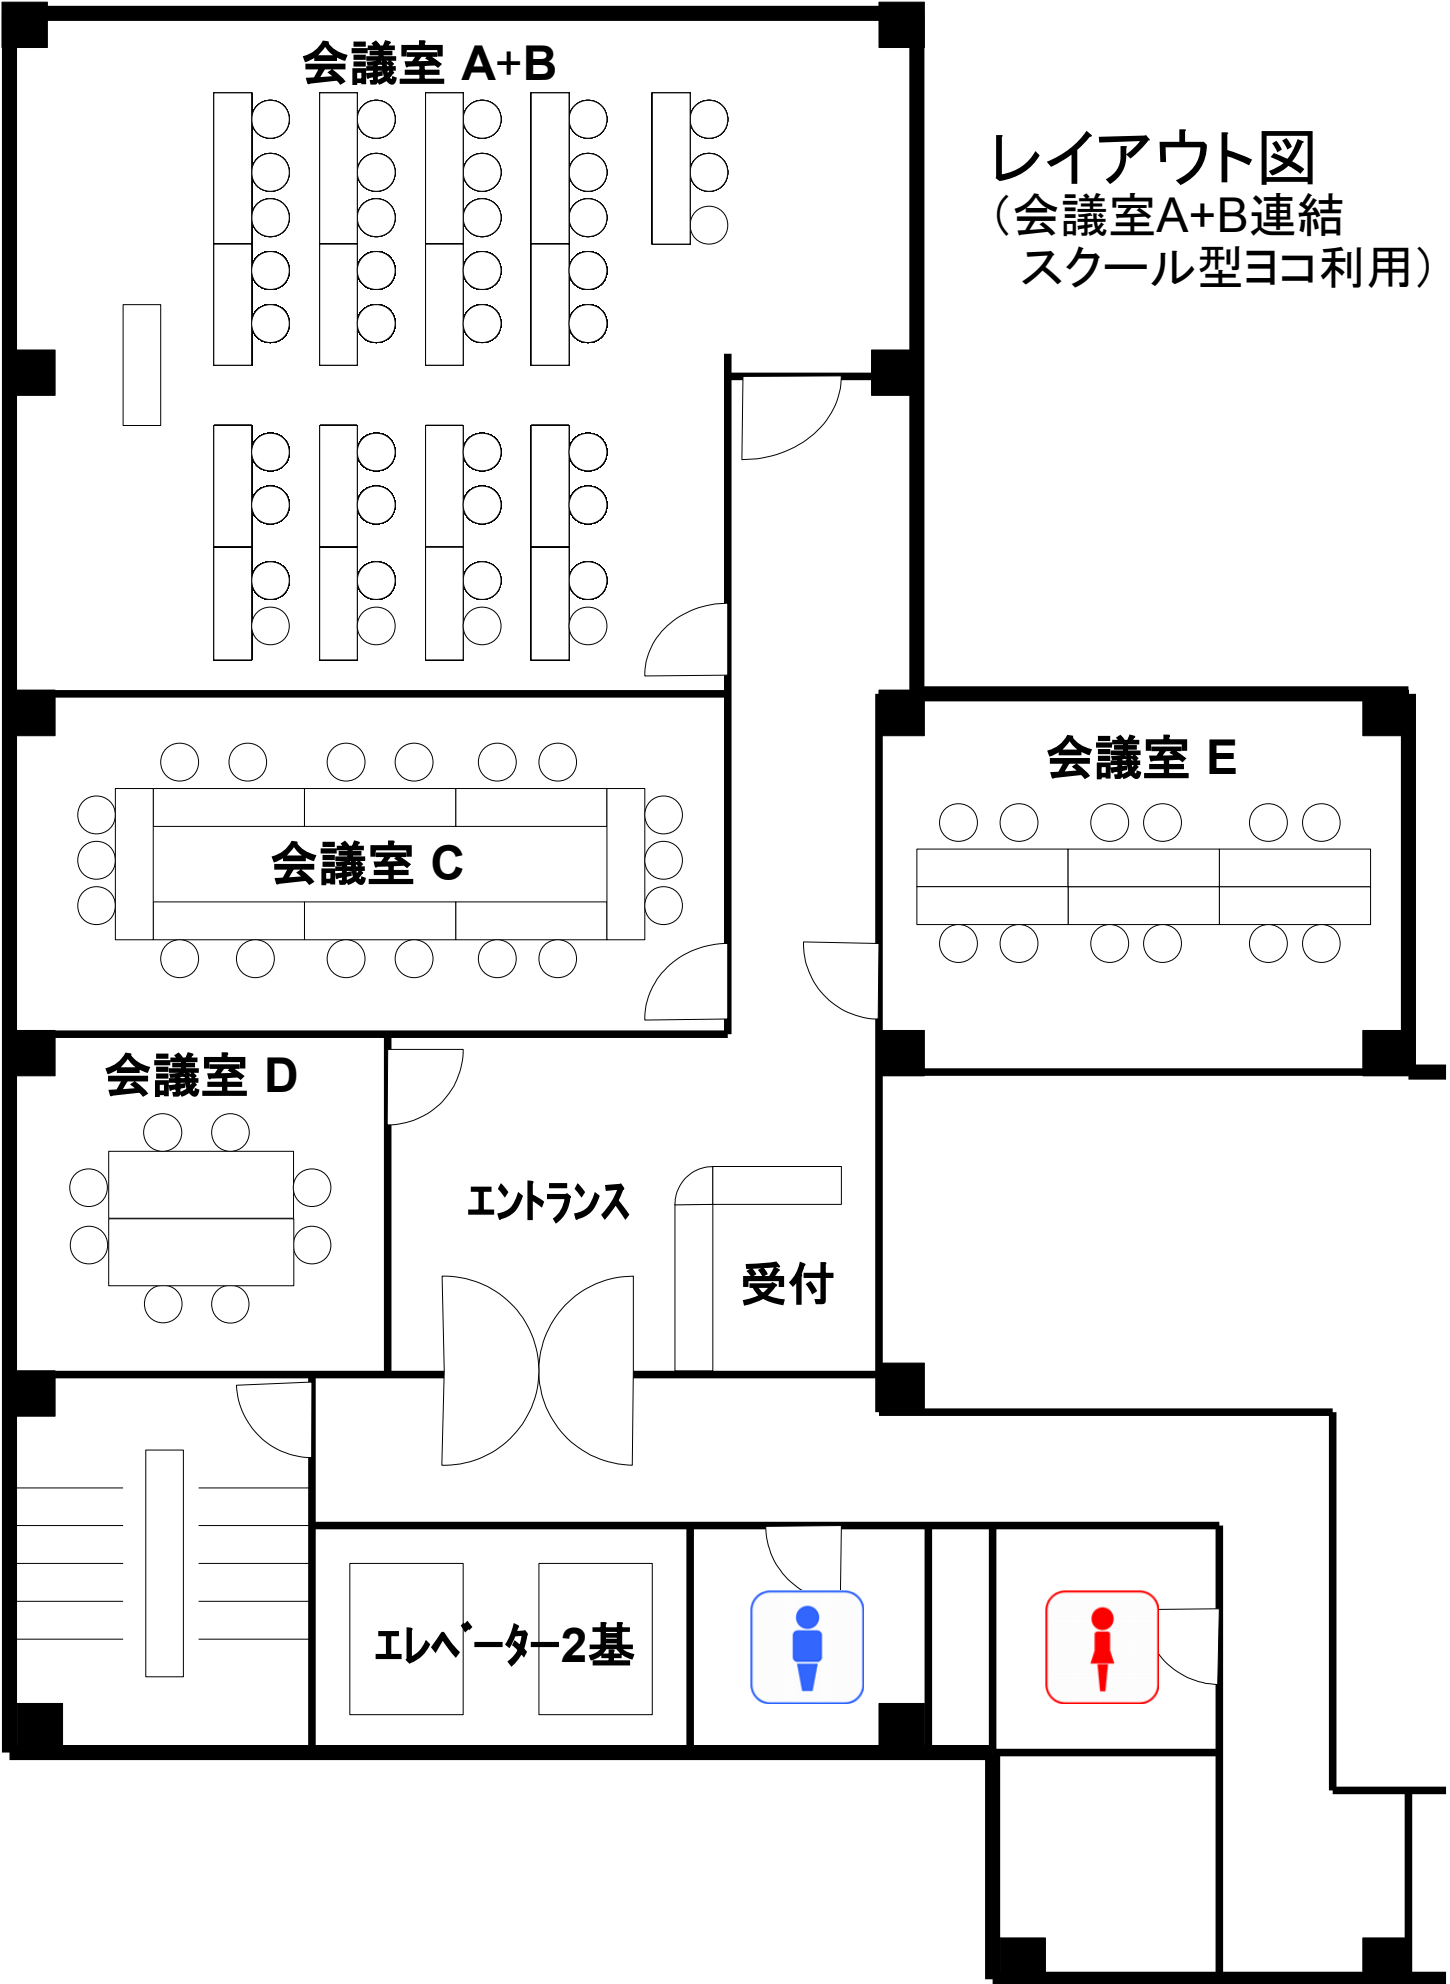 会議室 A+B
レイアウト図
（会議室A+B連結
スクール型ヨコ利用）
会議室 E
会議室 C
会議室 D
エントランス
受付
エレベーター2基